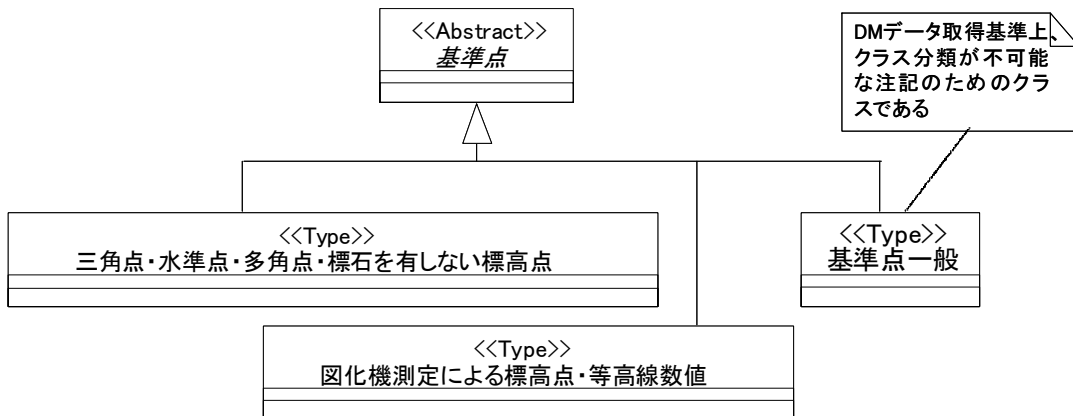 <<Abstract>>
基準点
DMデータ取得基準上、
クラス分類が不可能
な注記のためのクラ
スである
<<Type>>
三角点・水準点・多角点・標石を有しない標高点
<<Type>>
基準点一般
<<Type>>
図化機測定による標高点・等高線数値